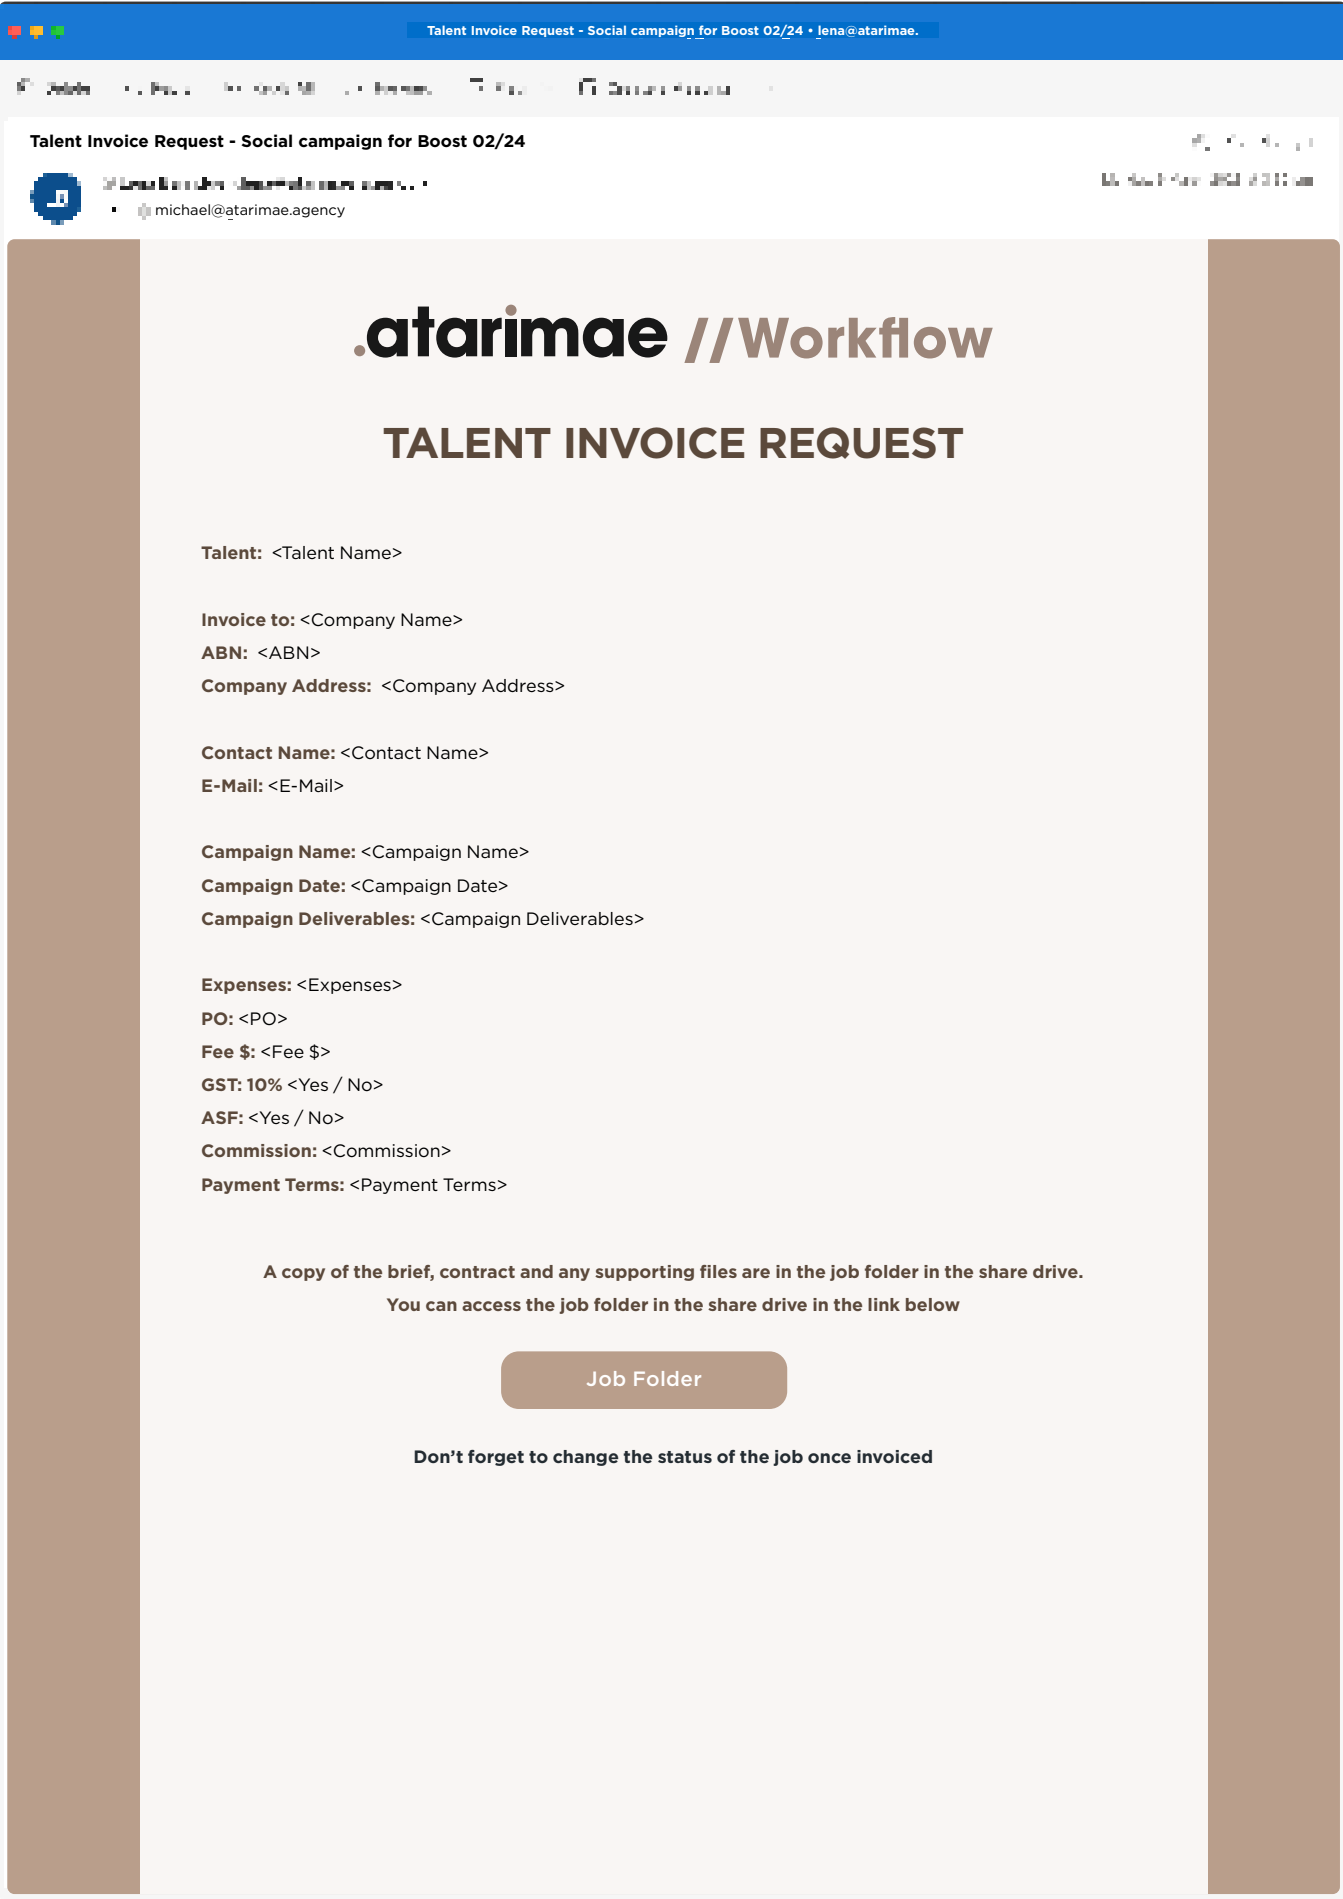 Talent Invoice Request - Social campaign for Boost 02/24 • lena@atarimae.
Talent Invoice Request - Social campaign for Boost 02/24
michael@atarimae.agency
.atarimae //Workflow
TALENT INVOICE REQUEST
Talent: <Talent Name>
Invoice to: <Company Name>
ABN: <ABN>
Company Address: <Company Address>
Contact Name: <Contact Name>
E-Mail: <E-Mail>
Campaign Name: <Campaign Name>
Campaign Date: <Campaign Date>
Campaign Deliverables: <Campaign Deliverables>
Expenses: <Expenses>
PO: <PO>
Fee $: <Fee $>
GST: 10% <Yes / No>
ASF: <Yes / No>
Commission: <Commission>
Payment Terms: <Payment Terms>
A copy of the brief, contract and any supporting files are in the job folder in the share drive.
You can access the job folder in the share drive in the link below
Job Folder
Don’t forget to change the status of the job once invoiced